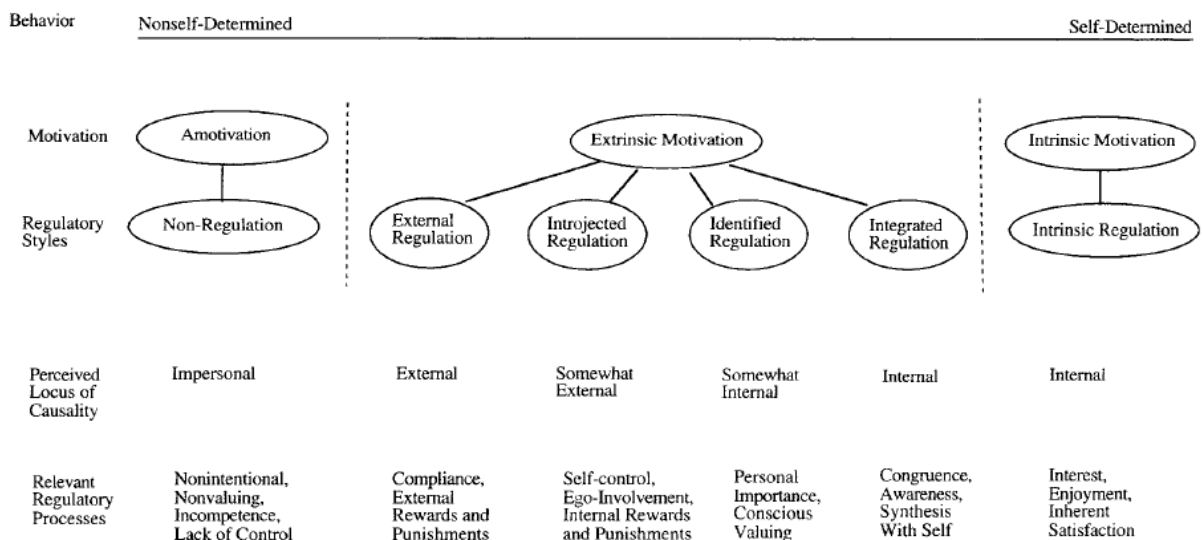 Behavior Nonself-Determined Self-Determined
Motivation Amotivation Extrinsic Motivation Intrinsic Motivation
Regulatory
Styles
Non-Regulation
External
Regulation
Introjected
Regulation
Identified
Regulation
Integrated
Regulation
Intrinsic Regulation
Perceived
Locus of
Causality
Impersonal
External
Somewhat
External
Somewhat
Internal
Internal
Internal
Relevant
Regulatory
Processes
Nonintentional,
Nonvaluing,
Incompetence,
Lack of Control
Compliance,
External
Rewards and
Punishments
Self-control,
Ego-Involvement,
Internal Rewards
and Punishments
Personal
Importance,
Conscious
Valuing
Congruence,
Awareness,
Synthesis
With Self
Interest,
Enjoyment,
Inherent
Satisfaction